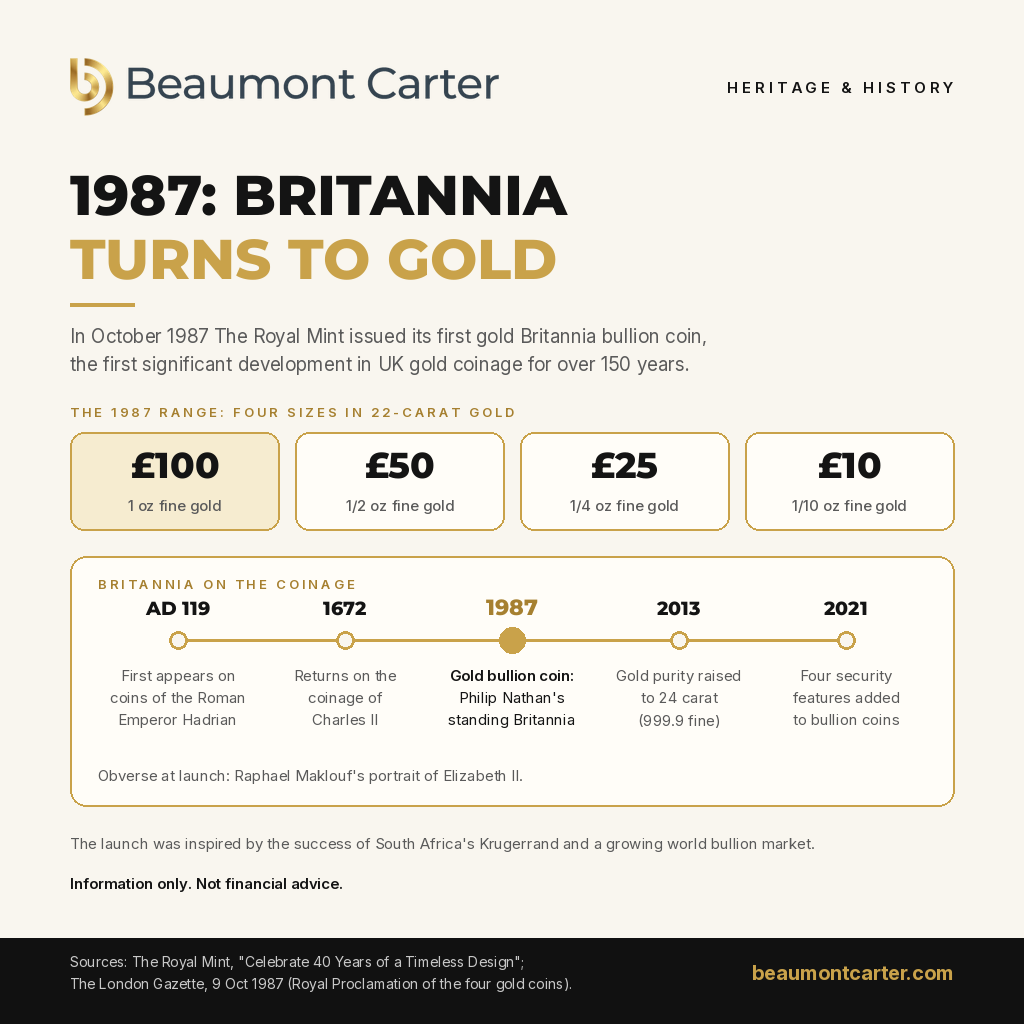 Beaumont Carter
HERITAGE & HISTORY
1987: BRITANNIA
TURNS TO GOLD
In October 1987 The Royal Mint issued its first gold Britannia bullion coin,
the first significant development in UK gold coinage for over 150 years.
THE 1987 RANGE: FOUR SIZES IN 22-CARAT GOLD
£100
1 oz fine gold
£50
1/2 oz fine gold
£25
1/4 oz fine gold
£10
1/10 oz fine gold
BRITANNIA ON THE COINAGE
AD 119
First appears on
coins of the Roman
Emperor Hadrian
1672
Returns on the
coinage of
Charles II
1987
Gold bullion coin:
Philip Nathan's
standing Britannia
2013
Gold purity raised
to 24 carat
(999.9 fine)
2021
Four security
features added
to bullion coins
Obverse at launch: Raphael Maklouf's portrait of Elizabeth II.
The launch was inspired by the success of South Africa's Krugerrand and a growing world bullion market.
Information only. Not financial advice.
Sources: The Royal Mint, "Celebrate 40 Years of a Timeless Design";
The London Gazette, 9 Oct 1987 (Royal Proclamation of the four gold coins).
beaumontcarter.com